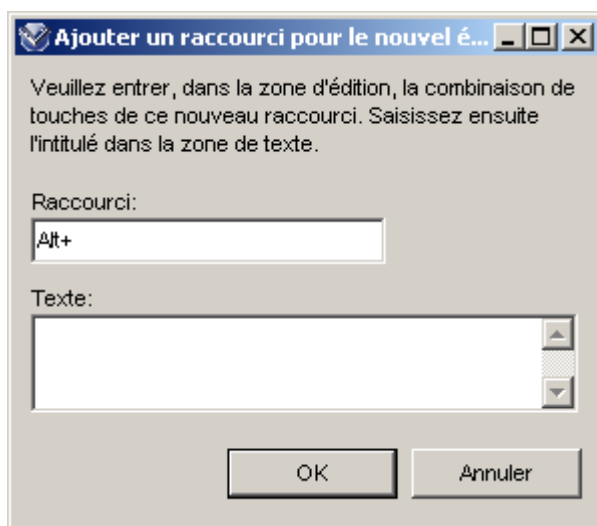 Ajouter un raccourci pour le nouvel é...
Veuillez entrer, dans la zone d'édition, la combinaison de
touches de ce nouveau raccourci. Saisissez ensuite
l'intitulé dans la zone de texte.
Raccourci:
Alt+
Texte:
OK
Annuler